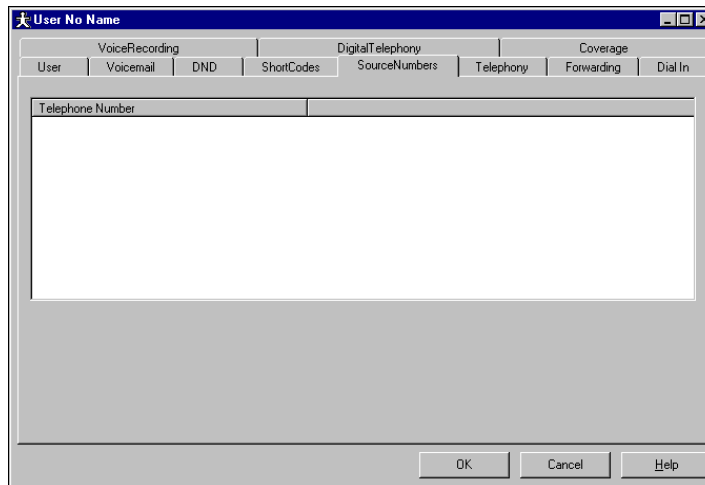 User No Name
VoiceRecording DigitalTelephony Coverage
User Voicemail DND ShortCodes SourceNumbers Telephony Forwarding Dial In
Telephone Number
OK Cancel Help